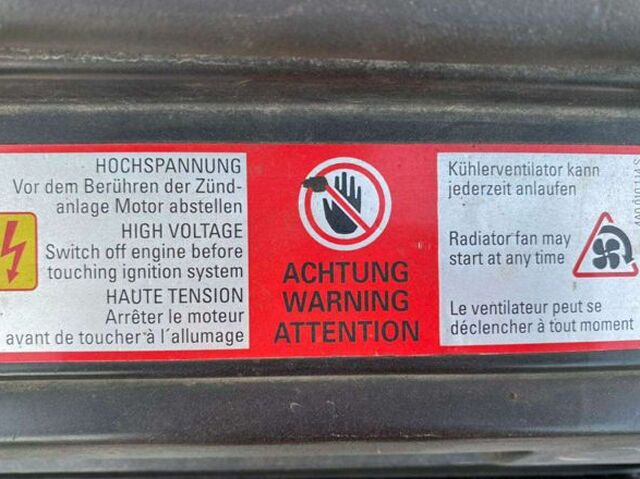 HOCHSPANNUNG
Vor dem Berühren der Zünd-
anlage Motor abstellen
HIGH VOLTAGE
Switch off engine before
touching ignition system
HAUTE TENSION
Arrêter le moteur
avant de toucher à l´allumage
ACHTUNG
WARNING
ATTENTION
Kühlerventilator kann
jederzeit anlaufen
Radiator fan may
start at any time
Le ventilateur peut se
déclencher à tout moment